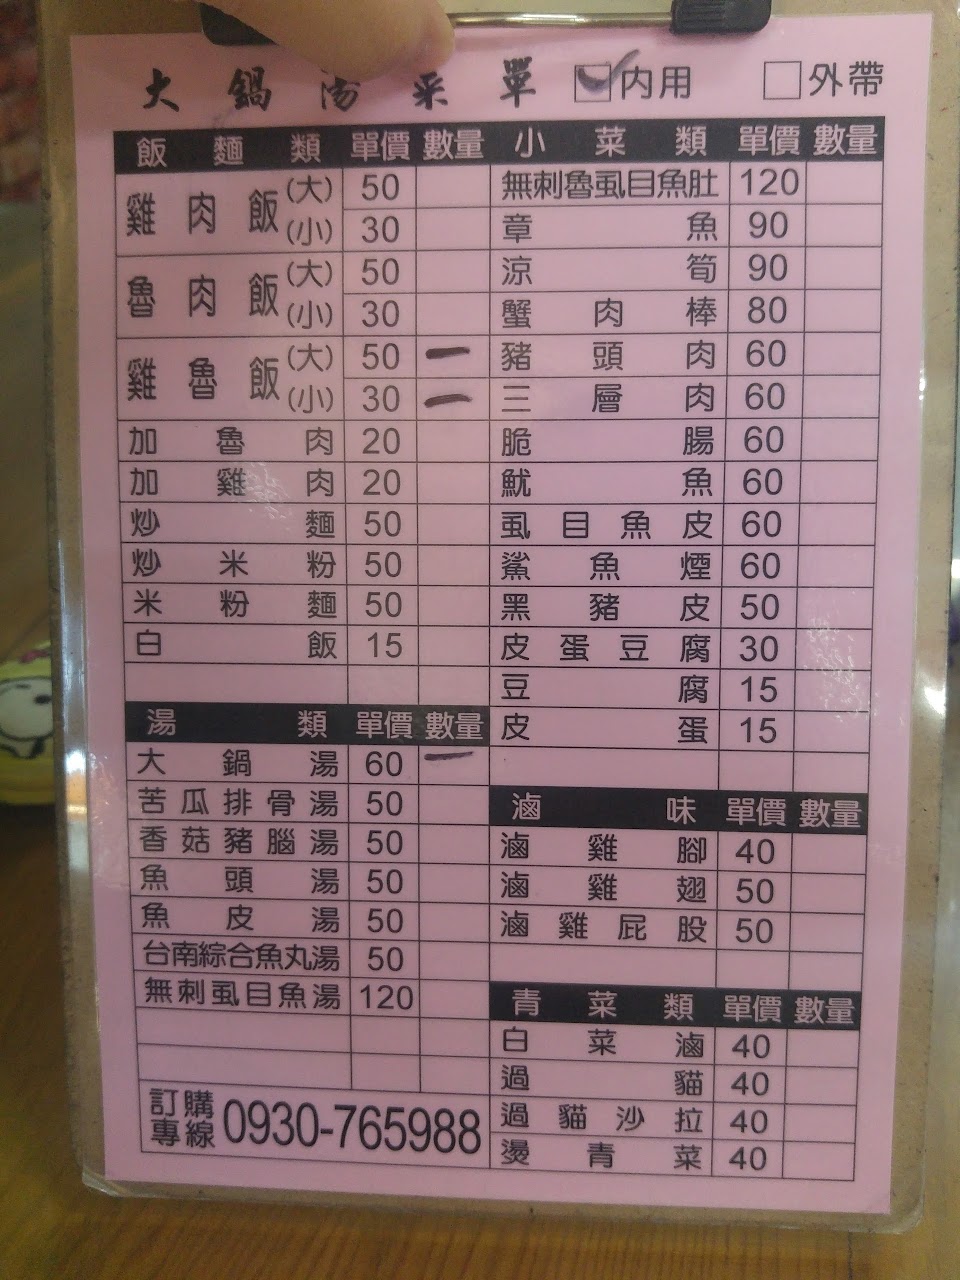 大鍋湯菜單 ☑內用 ☐外帶
飯麵類 單價 數量
雞肉飯(大) 50
(小) 30
魯肉飯(大) 50
(小) 30
雞魯飯(大) 50 一
(小) 30 一
加魯肉 20
加雞肉 20
炒麵 50
炒米粉 50
米粉麵 50
白飯 15
湯類 單價 數量
大鍋湯 60 一
苦瓜排骨湯 50
香菇豬腦湯 50
魚頭湯 50
魚皮湯 50
台南綜合魚丸湯 50
無刺虱目魚湯 120
訂購專線 0930-765988
小菜類 單價 數量
無刺魯虱目魚肚 120
章魚 90
涼筍 90
蟹肉棒 80
豬頭肉 60
三層肉 60
脆腸 60
魷魚 60
虱目魚皮 60
鯊魚煙 60
黑豬皮 50
皮蛋豆腐 30
豆腐 15
皮蛋 15
滷味 單價 數量
滷雞腳 40
滷雞翅 50
滷雞屁股 50
青菜類 單價 數量
白菜滷 40
過貓 40
過貓沙拉 40
燙青菜 40